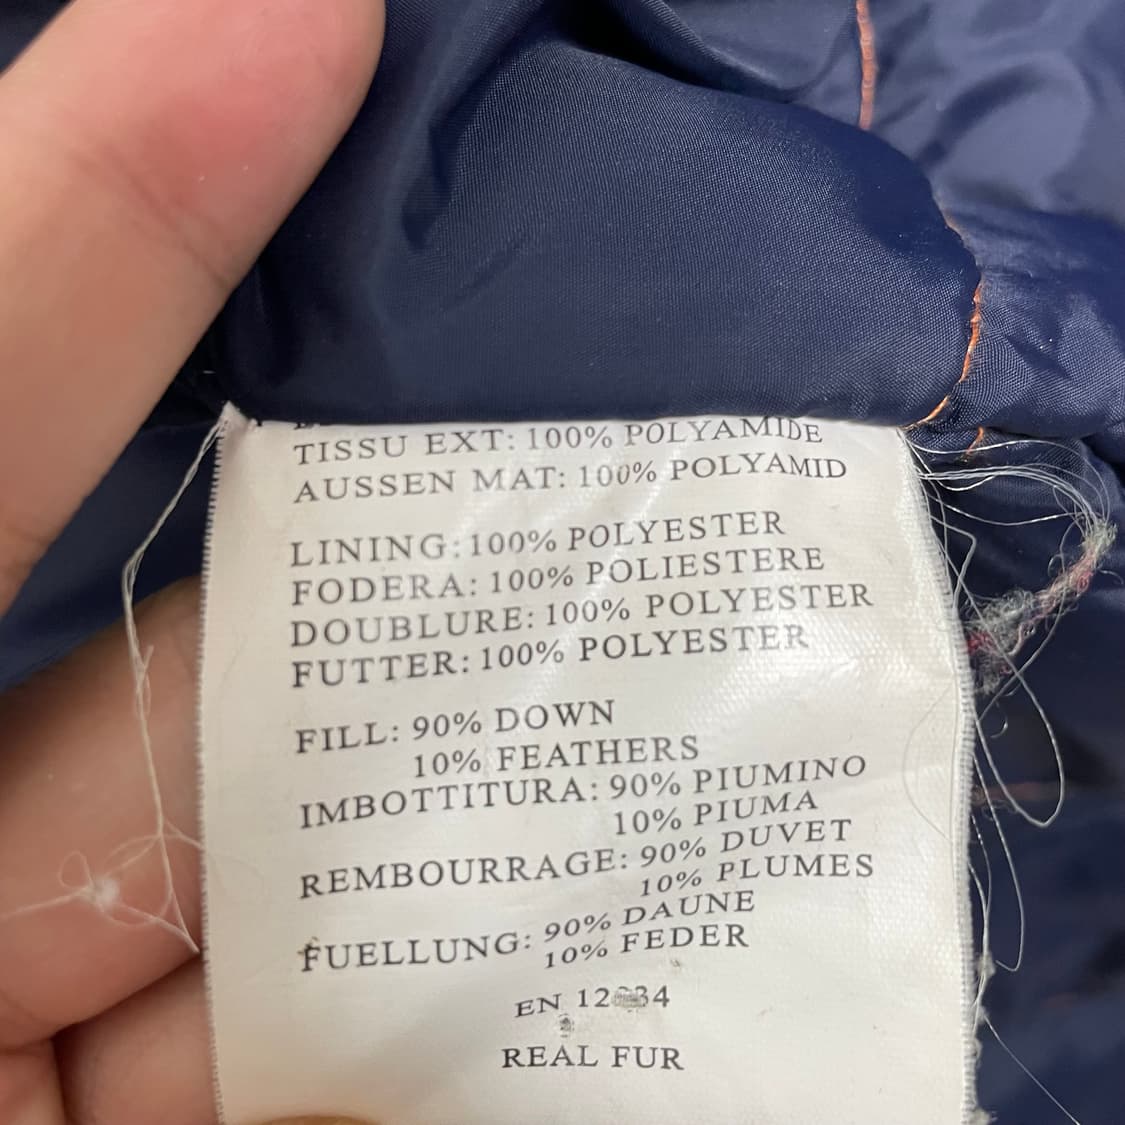 TISSU EXT: 100% POLYAMIDE
AUSSEN MAT: 100% POLYAMID
LINING: 100% POLYESTER
FODERA: 100% POLIESTERE
DOUBLURE: 100% POLYESTER
FUTTER: 100% POLYESTER
FILL: 90% DOWN
10% FEATHERS
IMBOTTITURA: 90% PIUMINO
10% PIUMA
REMBOURRAGE: 90% DUVET
10% PLUMES
FUELLUNG: 90% DAUNE
10% FEDER
EN
REAL FUR